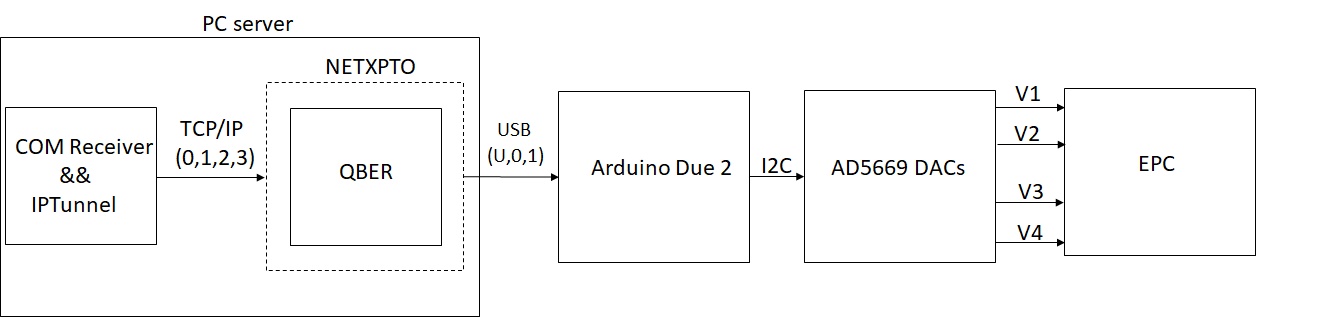 PC server
NETXPTO
COM Receiver
&&
IPTunnel
TCP/IP
(0,1,2,3)
QBER
USB
(U,0,1)
Arduino Due 2
I2C
AD5669 DACs
V1
V2
V3
V4
EPC